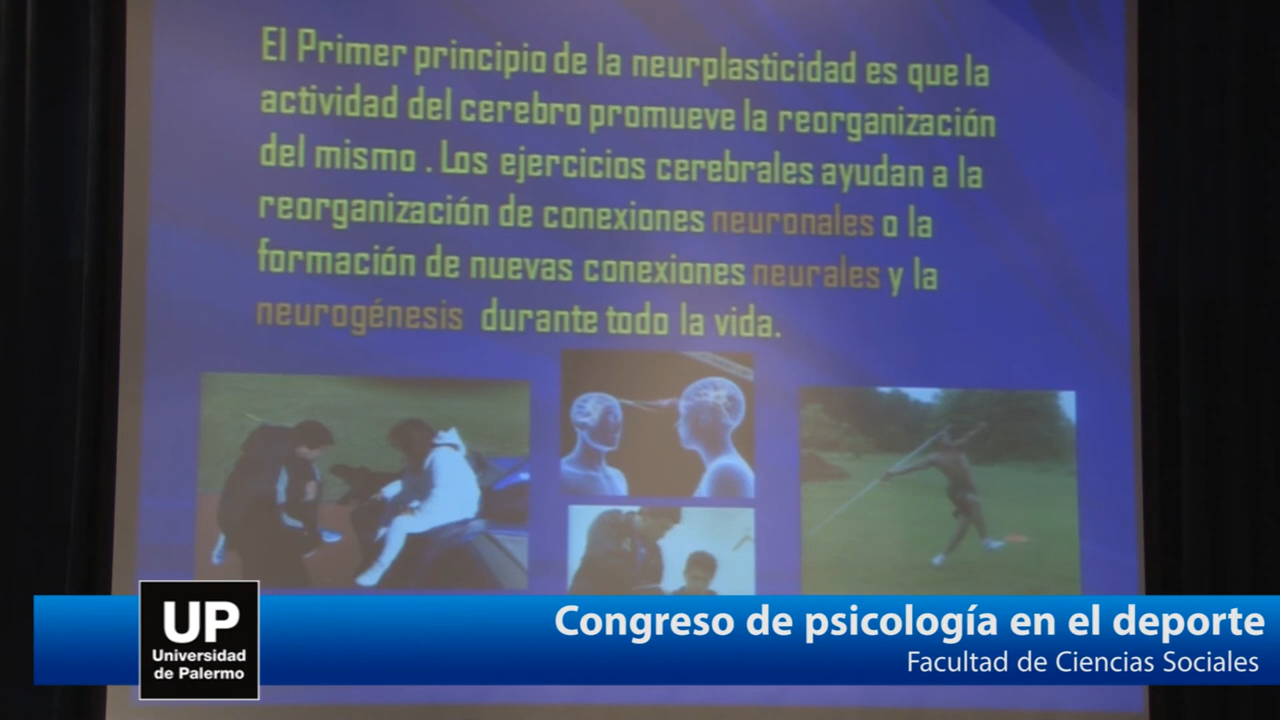 El Primer principio de la neurplasticidad es que la
actividad del cerebro promueve la reorganización
del mismo . Los ejercicios cerebrales ayudan a la
reorganización de conexiones neuronales o la
formación de nuevas conexiones neurales y la
neurogénesis durante todo la vida.
UP
Universidad
de Palermo
Congreso de psicología en el deporte
Facultad de Ciencias Sociales